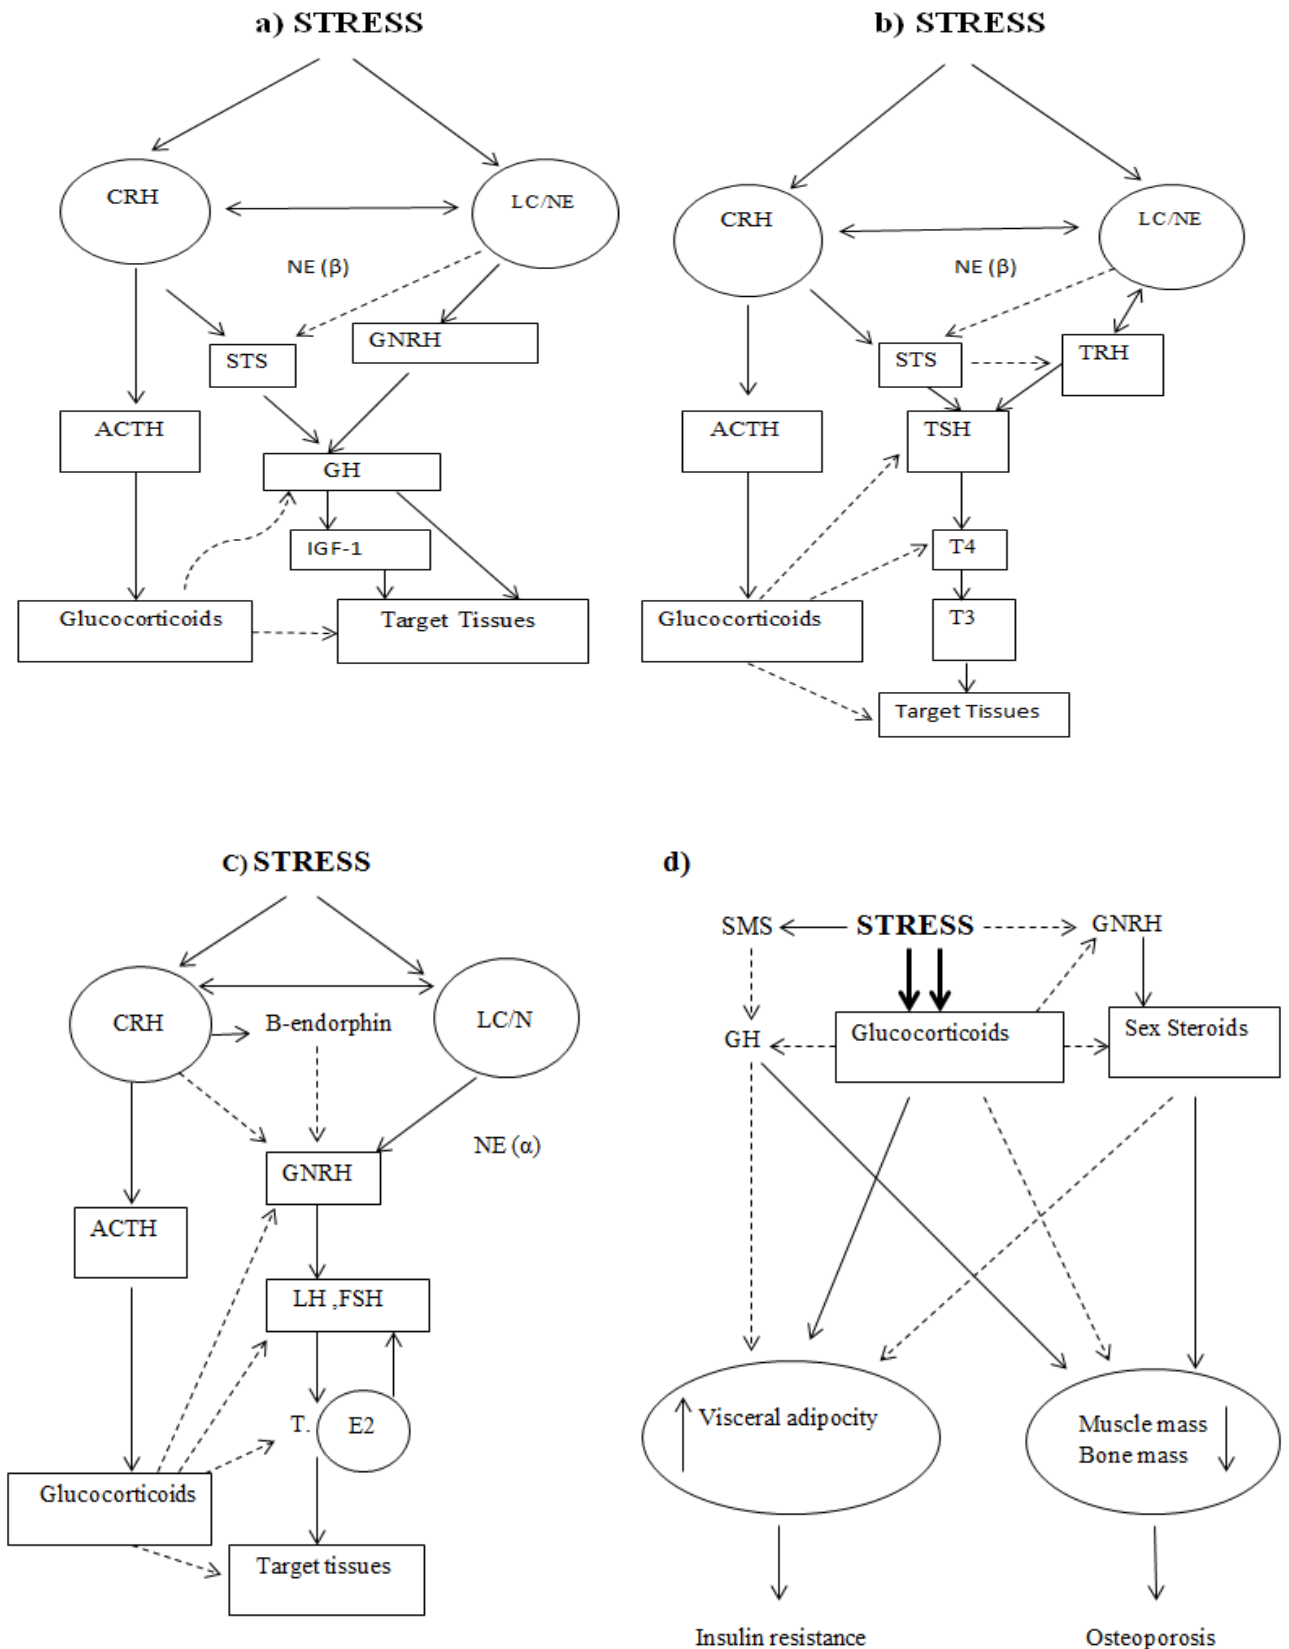 a) STRESS
CRH
LC/NE
NE (β)
STS
GNRH
ACTH
GH
IGF-1
Glucocorticoids
Target Tissues
b) STRESS
CRH
LC/NE
NE (β)
STS
TRH
ACTH
TSH
T4
Glucocorticoids
T3
Target Tissues
C) STRESS
CRH
B-endorphin
LC/N
NE (α)
GNRH
ACTH
LH ,FSH
T.
E2
Glucocorticoids
Target tissues
d)
SMS
STRESS
GNRH
GH
Glucocorticoids
Sex Steroids
Visceral adipocity
Muscle mass
Bone mass
Insulin resistance
Osteoporosis